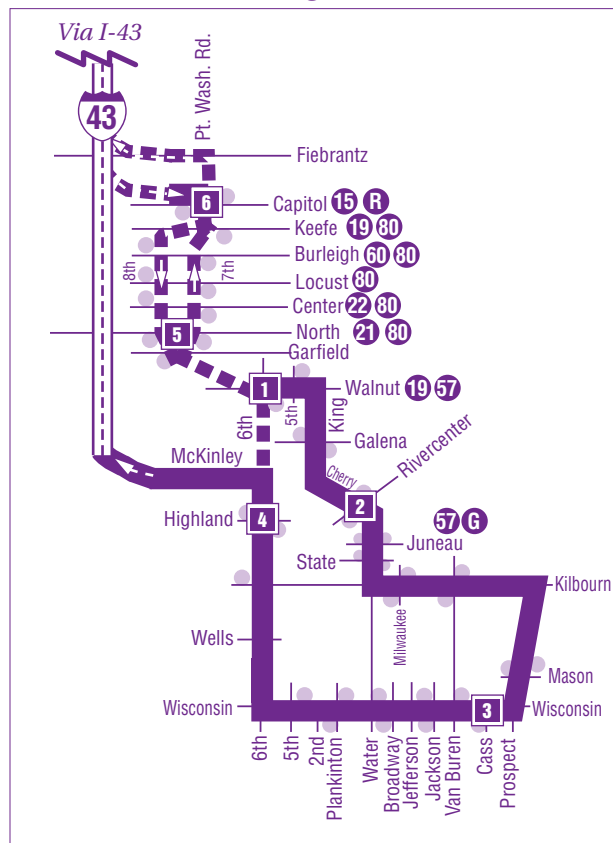 Via I-43
43
Pt. Wash. Rd.
Fiebrantz
6
Capitol 15 R
Keefe 19 80
Burleigh 60 80
8th
7th
Locust 80
Center 22 80
5
North 21 80
Garfield
1
5th
Walnut 19 57
6th
King
Galena
McKinley
Cherry
Rivercenter
2
Highland
4
57 G
Juneau
State
Milwaukee
Kilbourn
Wells
Mason
Wisconsin
3
Wisconsin
6th
5th
2nd
Plankinton
Water
Broadway
Jefferson
Jackson
Van Buren
Cass
Prospect